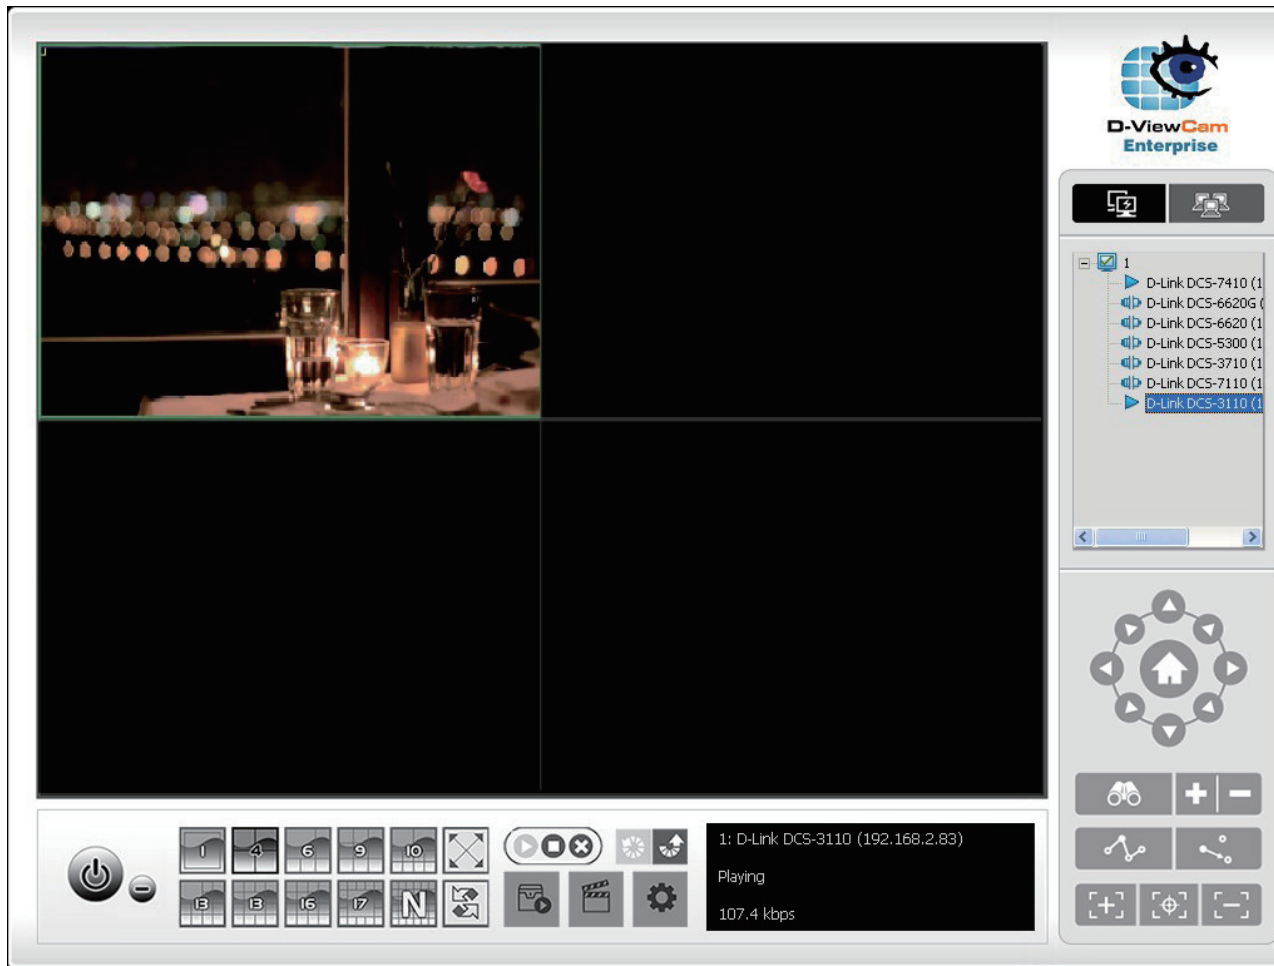 D-ViewCam
Enterprise
1
D-Link DCS-7410 (1
D-Link DCS-6620G (
D-Link DCS-6620 (1
D-Link DCS-5300 (1
D-Link DCS-3710 (1
D-Link DCS-7110 (1
D-Link DCS-3110 (1
1 4 6 9 10
13 13 16 17 N
1: D-Link DCS-3110 (192.168.2.83)
Playing
107.4 kbps